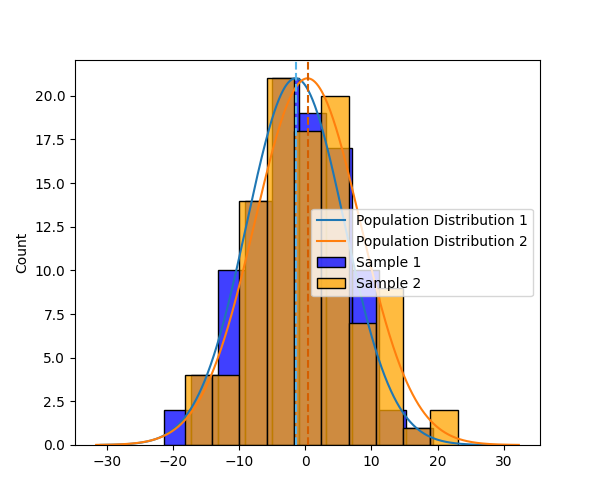 20.0
17.5
15.0
12.5
10.0
7.5
5.0
2.5
0.0
Count
Population Distribution 1
Population Distribution 2
Sample 1
Sample 2
−30 −20 −10 0 10 20 30